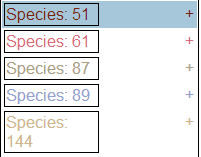 Species: 51 +
Species: 61 +
Species: 87 +
Species: 89 +
Species: +
144